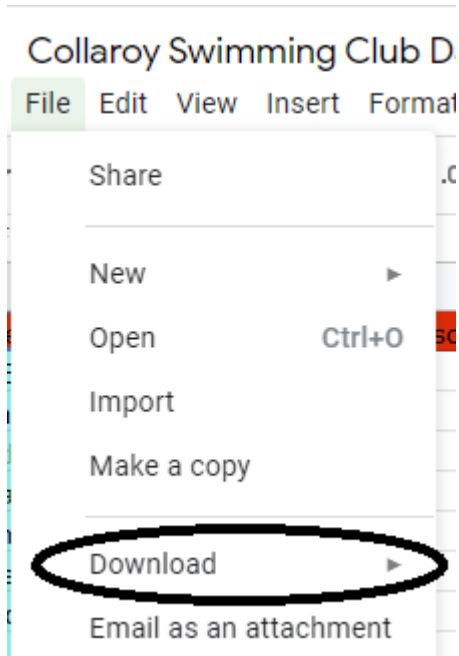 Collaroy Swimming Club D
File Edit View Insert Format
Share
New
Open Ctrl+O
Import
Make a copy
Download
Email as an attachment